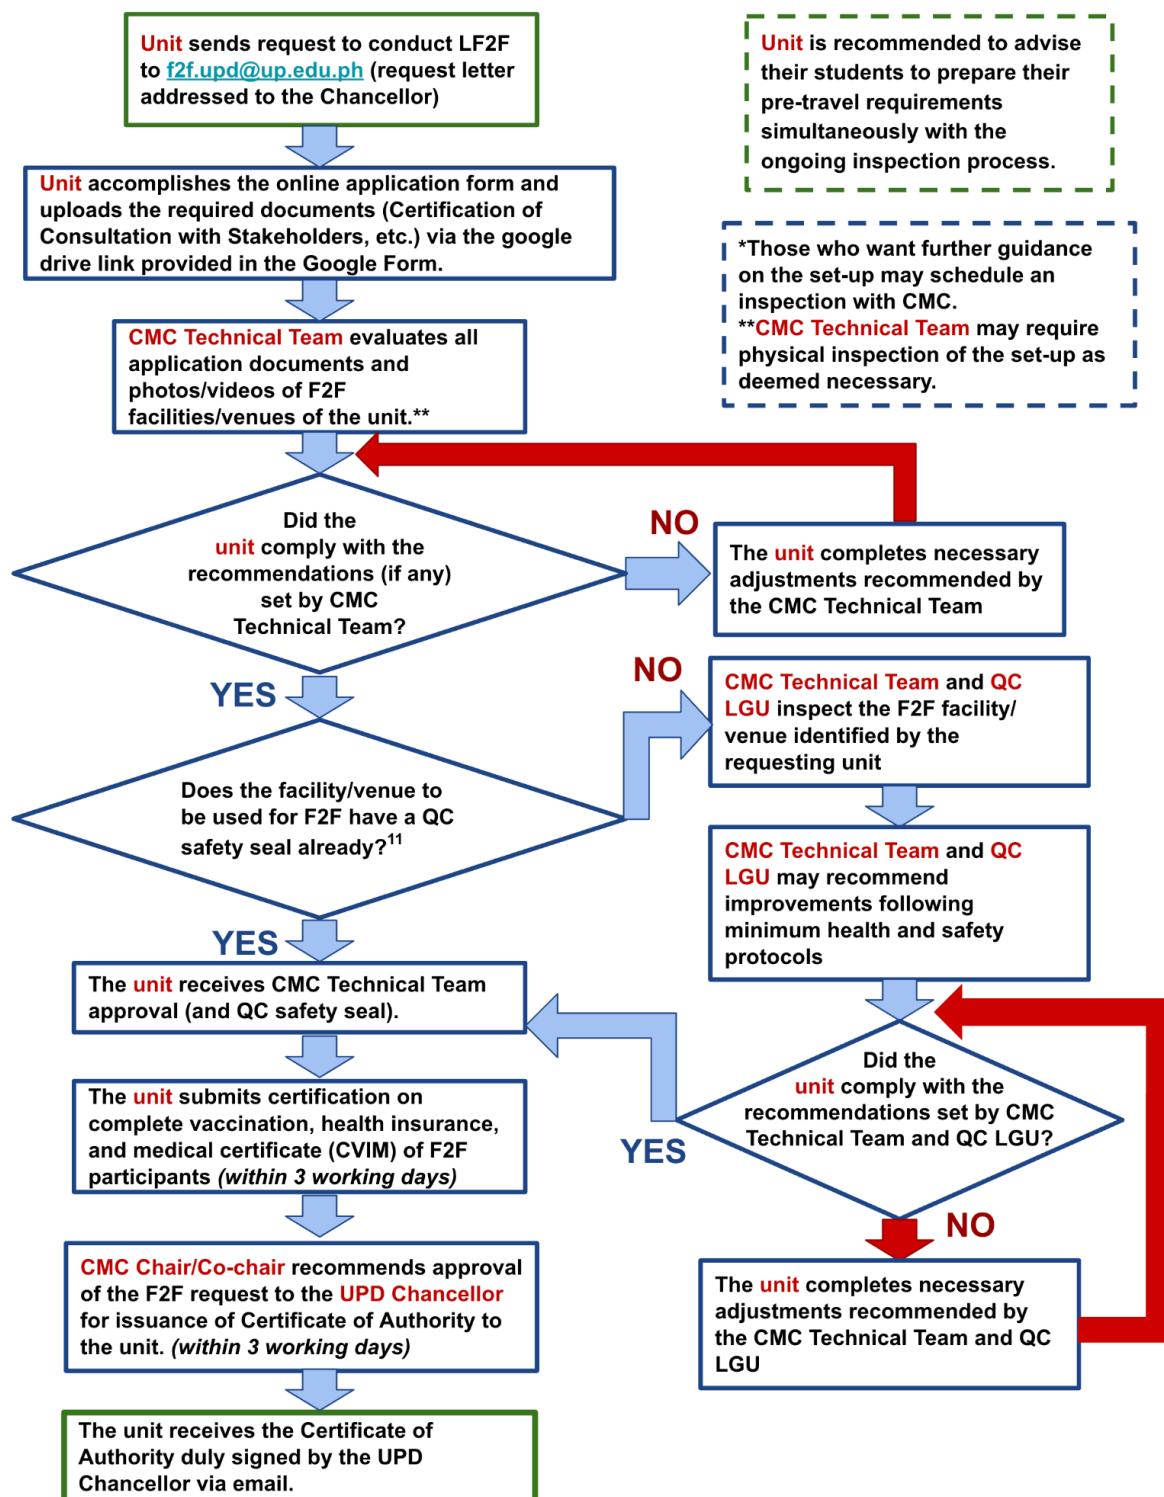 Unit sends request to conduct LF2F
to f2f.upd@up.edu.ph (request letter
addressed to the Chancellor)
Unit is recommended to advise
their students to prepare their
pre-travel requirements
simultaneously with the
ongoing inspection process.
Unit accomplishes the online application form and
uploads the required documents (Certification of
Consultation with Stakeholders, etc.) via the google
drive link provided in the Google Form.
*Those who want further guidance
on the set-up may schedule an
inspection with CMC.
**CMC Technical Team may require
physical inspection of the set-up as
deemed necessary.
CMC Technical Team evaluates all
application documents and
photos/videos of F2F
facilities/venues of the unit.**
Did the
unit comply with the
recommendations (if any)
set by CMC
Technical Team?
NO
The unit completes necessary
adjustments recommended by
the CMC Technical Team
YES
Does the facility/venue to
be used for F2F have a QC
safety seal already?11
NO
CMC Technical Team and QC
LGU inspect the F2F facility/
venue identified by the
requesting unit
CMC Technical Team and QC
LGU may recommend
improvements following
minimum health and safety
protocols
YES
The unit receives CMC Technical Team
approval (and QC safety seal).
Did the
unit comply with the
recommendations set by CMC
Technical Team and QC LGU?
YES
NO
The unit completes necessary
adjustments recommended by
the CMC Technical Team and QC
LGU
The unit submits certification on
complete vaccination, health insurance,
and medical certificate (CVIM) of F2F
participants (within 3 working days)
CMC Chair/Co-chair recommends approval
of the F2F request to the UPD Chancellor
for issuance of Certificate of Authority to
the unit. (within 3 working days)
The unit receives the Certificate of
Authority duly signed by the UPD
Chancellor via email.